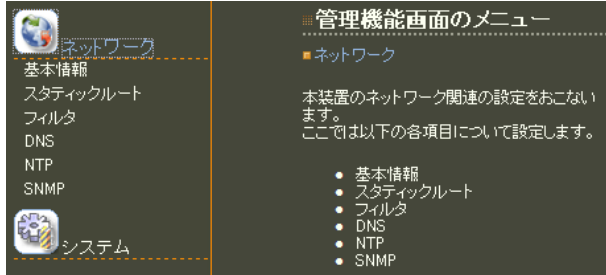 ネットワーク
基本情報
スタティックルート
フィルタ
DNS
NTP
SNMP
システム
管理機能画面のメニュー
ネットワーク
本装置のネットワーク関連の設定をおこない
ます。
ここでは以下の各項目について設定します。
基本情報
スタティックルート
フィルタ
DNS
NTP
SNMP